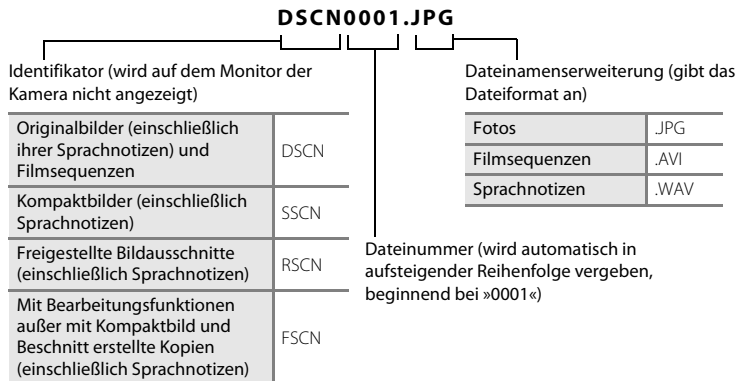 DSCN0001.JPG
Identifikator (wird auf dem Monitor der
Kamera nicht angezeigt)
Originalbilder (einschließlich
ihrer Sprachnotizen) und
Filmsequenzen
DSCN
Kompaktbilder (einschließlich
Sprachnotizen)
SSCN
Freigestellte Bildausschnitte
(einschließlich Sprachnotizen)
RSCN
Mit Bearbeitungsfunktionen
außer mit Kompaktbild und
Beschnitt erstellte Kopien
(einschließlich Sprachnotizen)
FSCN
Dateinamenserweiterung (gibt das
Dateiformat an)
Fotos .JPG
Filmsequenzen .AVI
Sprachnotizen .WAV
Dateinummer (wird automatisch in
aufsteigender Reihenfolge vergeben,
beginnend bei »0001«)